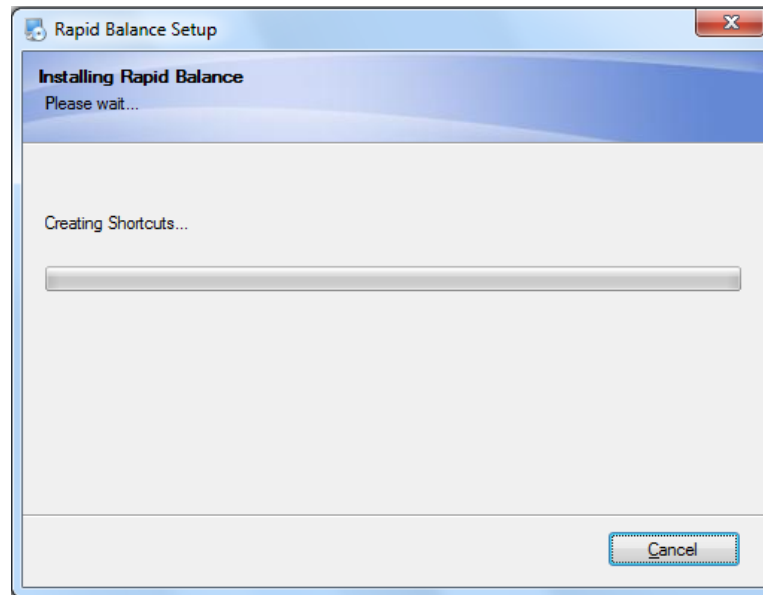 Rapid Balance Setup
Installing Rapid Balance
Please wait...
Creating Shortcuts...
Cancel